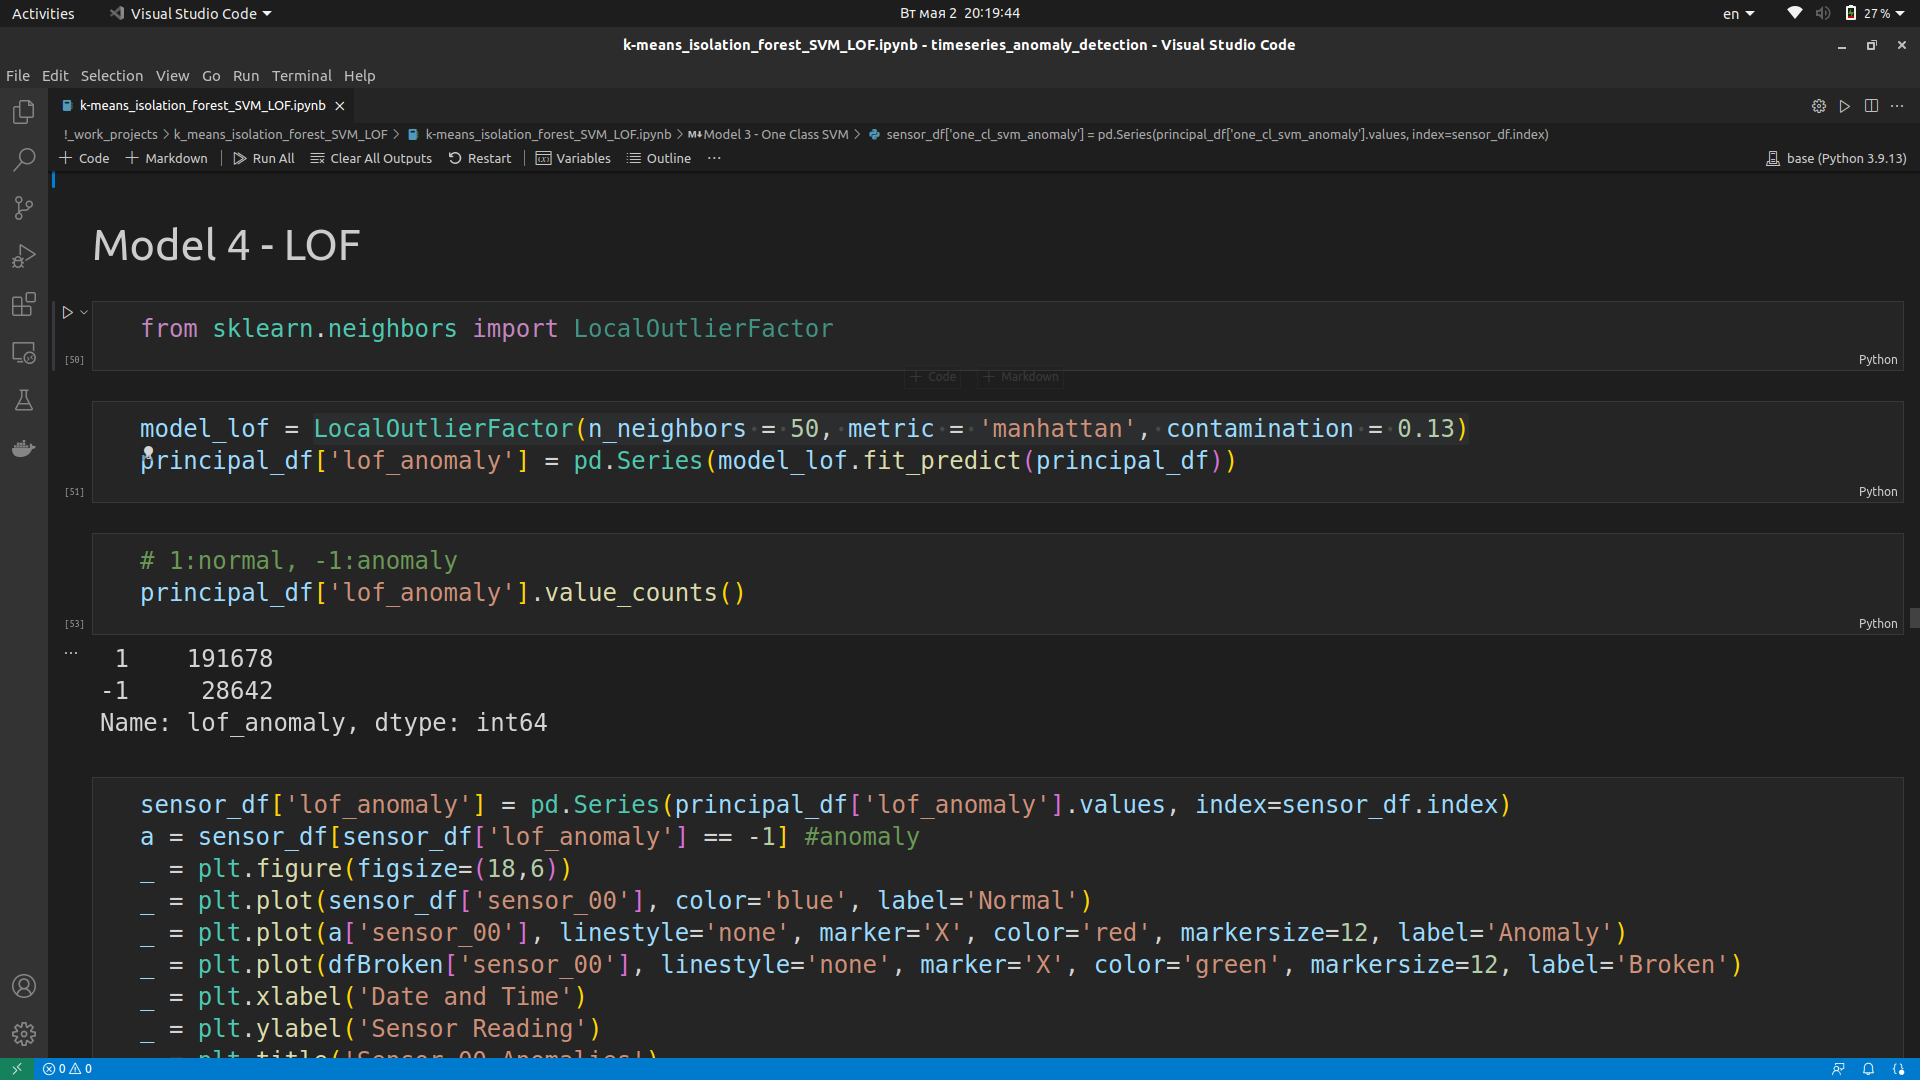 Activities Visual Studio Code Вт мая 2 20:19:44 en 27 %
k-means_isolation_forest_SVM_LOF.ipynb - timeseries_anomaly_detection - Visual Studio Code
File Edit Selection View Go Run Terminal Help
k-means_isolation_forest_SVM_LOF.ipynb
!_work_projects > k_means_isolation_forest_SVM_LOF > k-means_isolation_forest_SVM_LOF.ipynb > M↓Model 3 - One Class SVM > sensor_df['one_cl_svm_anomaly'] = pd.Series(principal_df['one_cl_svm_anomaly'].values, index=sensor_df.index)
+ Code + Markdown Run All Clear All Outputs Restart Variables Outline ··· base (Python 3.9.13)
Model 4 - LOF
from sklearn.neighbors import LocalOutlierFactor
[50] Python
+ Code + Markdown
model_lof = LocalOutlierFactor(n_neighbors = 50, metric = 'manhattan', contamination = 0.13)
principal_df['lof_anomaly'] = pd.Series(model_lof.fit_predict(principal_df))
[51] Python
# 1:normal, -1:anomaly
principal_df['lof_anomaly'].value_counts()
[53] Python
··· 1 191678
-1 28642
Name: lof_anomaly, dtype: int64
sensor_df['lof_anomaly'] = pd.Series(principal_df['lof_anomaly'].values, index=sensor_df.index)
a = sensor_df[sensor_df['lof_anomaly'] == -1] #anomaly
_ = plt.figure(figsize=(18,6))
_ = plt.plot(sensor_df['sensor_00'], color='blue', label='Normal')
_ = plt.plot(a['sensor_00'], linestyle='none', marker='X', color='red', markersize=12, label='Anomaly')
_ = plt.plot(dfBroken['sensor_00'], linestyle='none', marker='X', color='green', markersize=12, label='Broken')
_ = plt.xlabel('Date and Time')
_ = plt.ylabel('Sensor Reading')
_ = plt.title('Sensor_00 Anomalies')
0 0